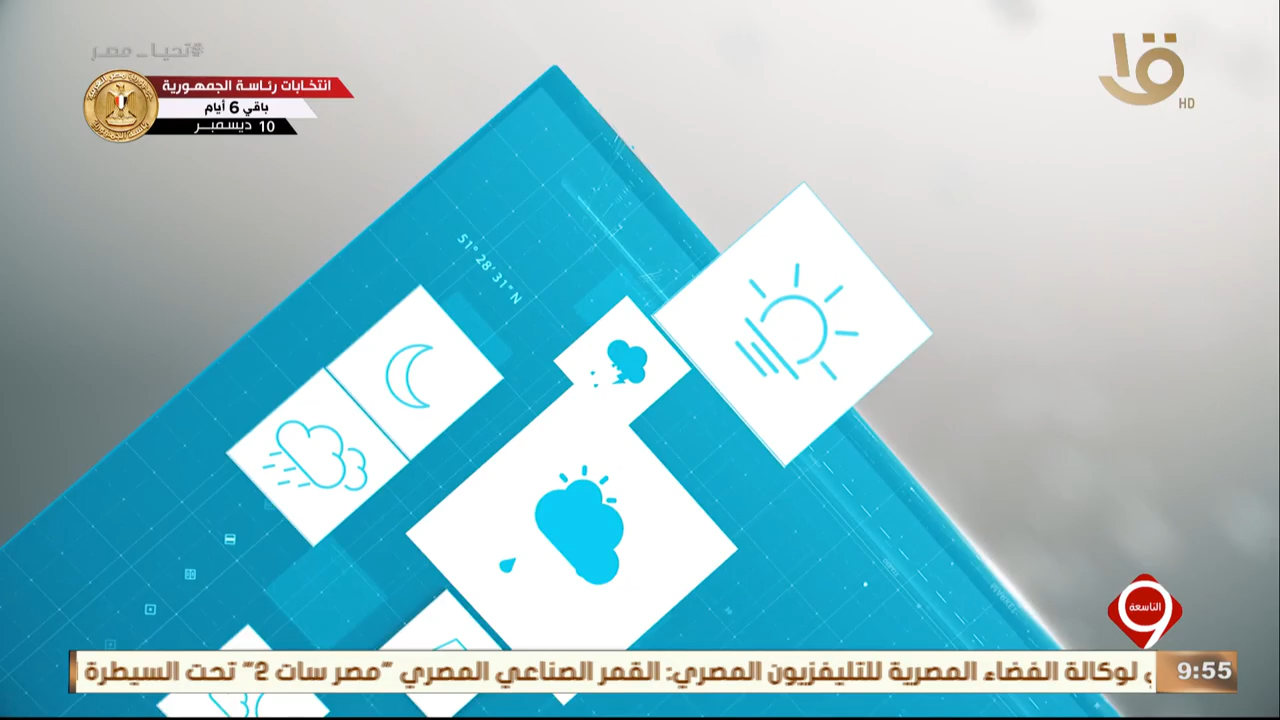 #تحيا_مصر
انتخابات رئاسة الجمهورية
باقي 6 أيام
10 ديسمبر
HD
51° 28' 31" N
التاسعة
9
لوكالة الفضاء المصرية للتليفزيون المصري: القمر الصناعي المصري "مصر سات 2" تحت السيطرة
9:55